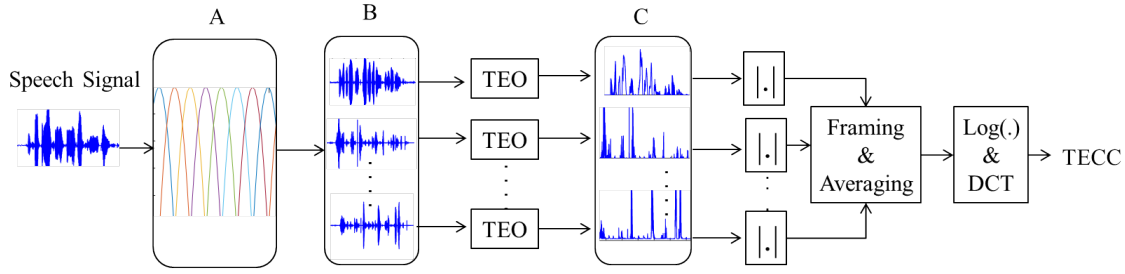 A
B
C
Speech Signal
TEO
|.|
TEO
|.|
TEO
|.|
Framing
&
Averaging
Log(.)
&
DCT
TECC